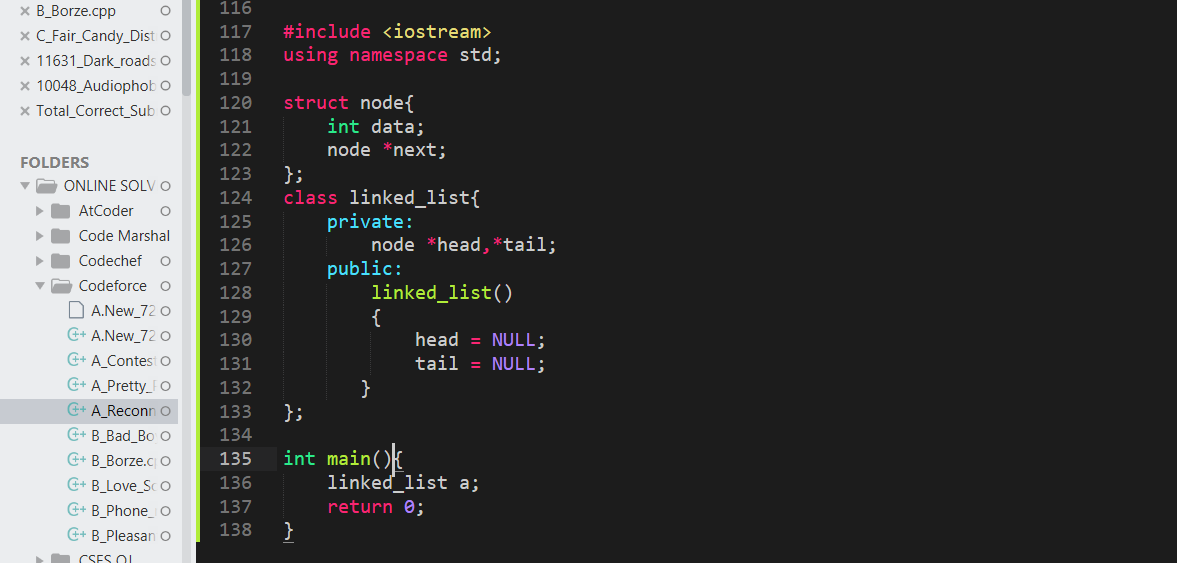 B_Borze.cpp
C_Fair_Candy_Dist
11631_Dark_roads
10048_Audiophob
Total_Correct_Sub
FOLDERS
ONLINE SOLV
AtCoder
Code Marshal
Codechef
Codeforce
A.New_72
A.New_72
A_Contest
A_Pretty_
A_Reconn
B_Bad_Bo
B_Borze.c
B_Love_So
B_Phone_
B_Pleasan
CSES OJ
116
117 #include <iostream>
118 using namespace std;
119
120 struct node{
121 int data;
122 node *next;
123 };
124 class linked_list{
125 private:
126 node *head,*tail;
127 public:
128 linked_list()
129 {
130 head = NULL;
131 tail = NULL;
132 }
133 };
134
135 int main(){
136 linked_list a;
137 return 0;
138 }